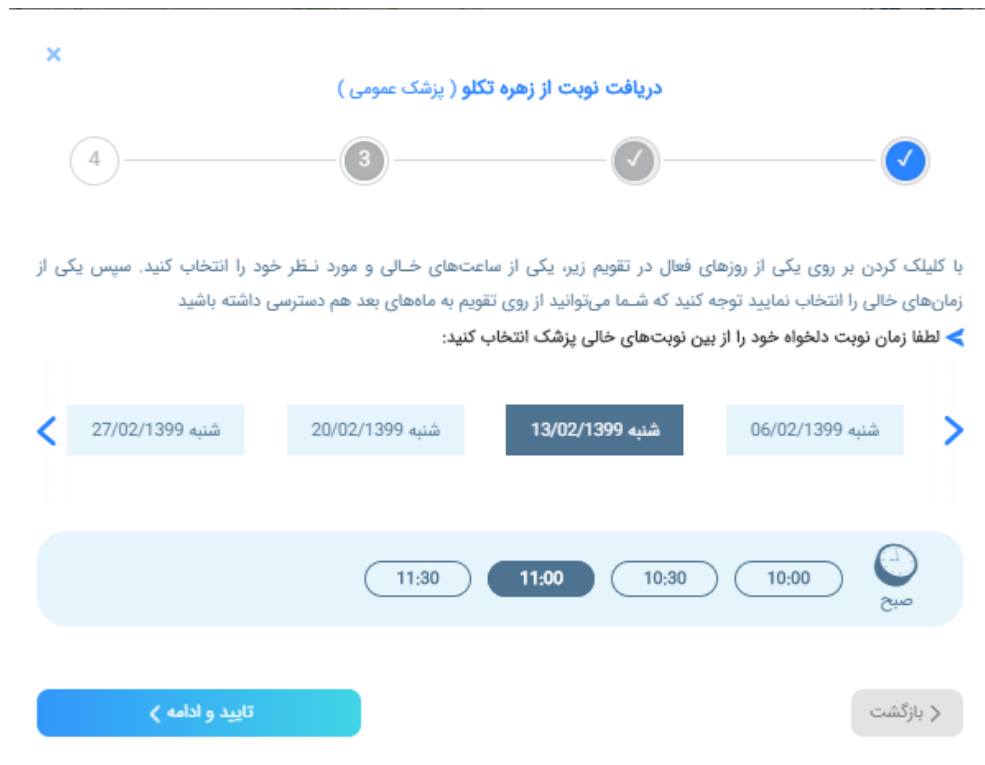 دریافت نوبت از زهره تکلو ( پزشک عمومی )
3
4
با کلیلک کردن بر روی یکی از روزهای فعال در تقویم زیر، یکی از ساعت‌های خـالی و مورد نـظر خود را انتخاب کنید. سپس یکی از
زمان‌های خالی را انتخاب نمایید توجه کنید که شـما می‌توانید از روی تقویم به ماه‌های بعد هم دسترسی داشته باشید
لطفا زمان نوبت دلخواه خود را از بین نوبت‌های خالی پزشک انتخاب کنید:
شنبه 06/02/1399
شنبه 13/02/1399
شنبه 20/02/1399
شنبه 27/02/1399
صبح
10:00
10:30
11:00
11:30
بازگشت
تایید و ادامه